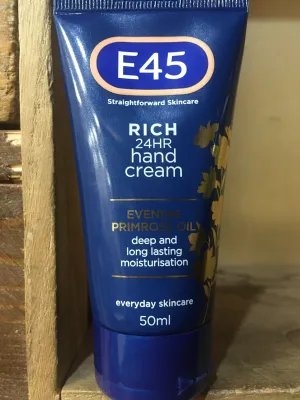 E45
Straightforward Skincare
RICH
24HR
hand
cream
EVENING
PRIMROSE OIL
deep and
long lasting
moisturisation
everyday skincare
50ml